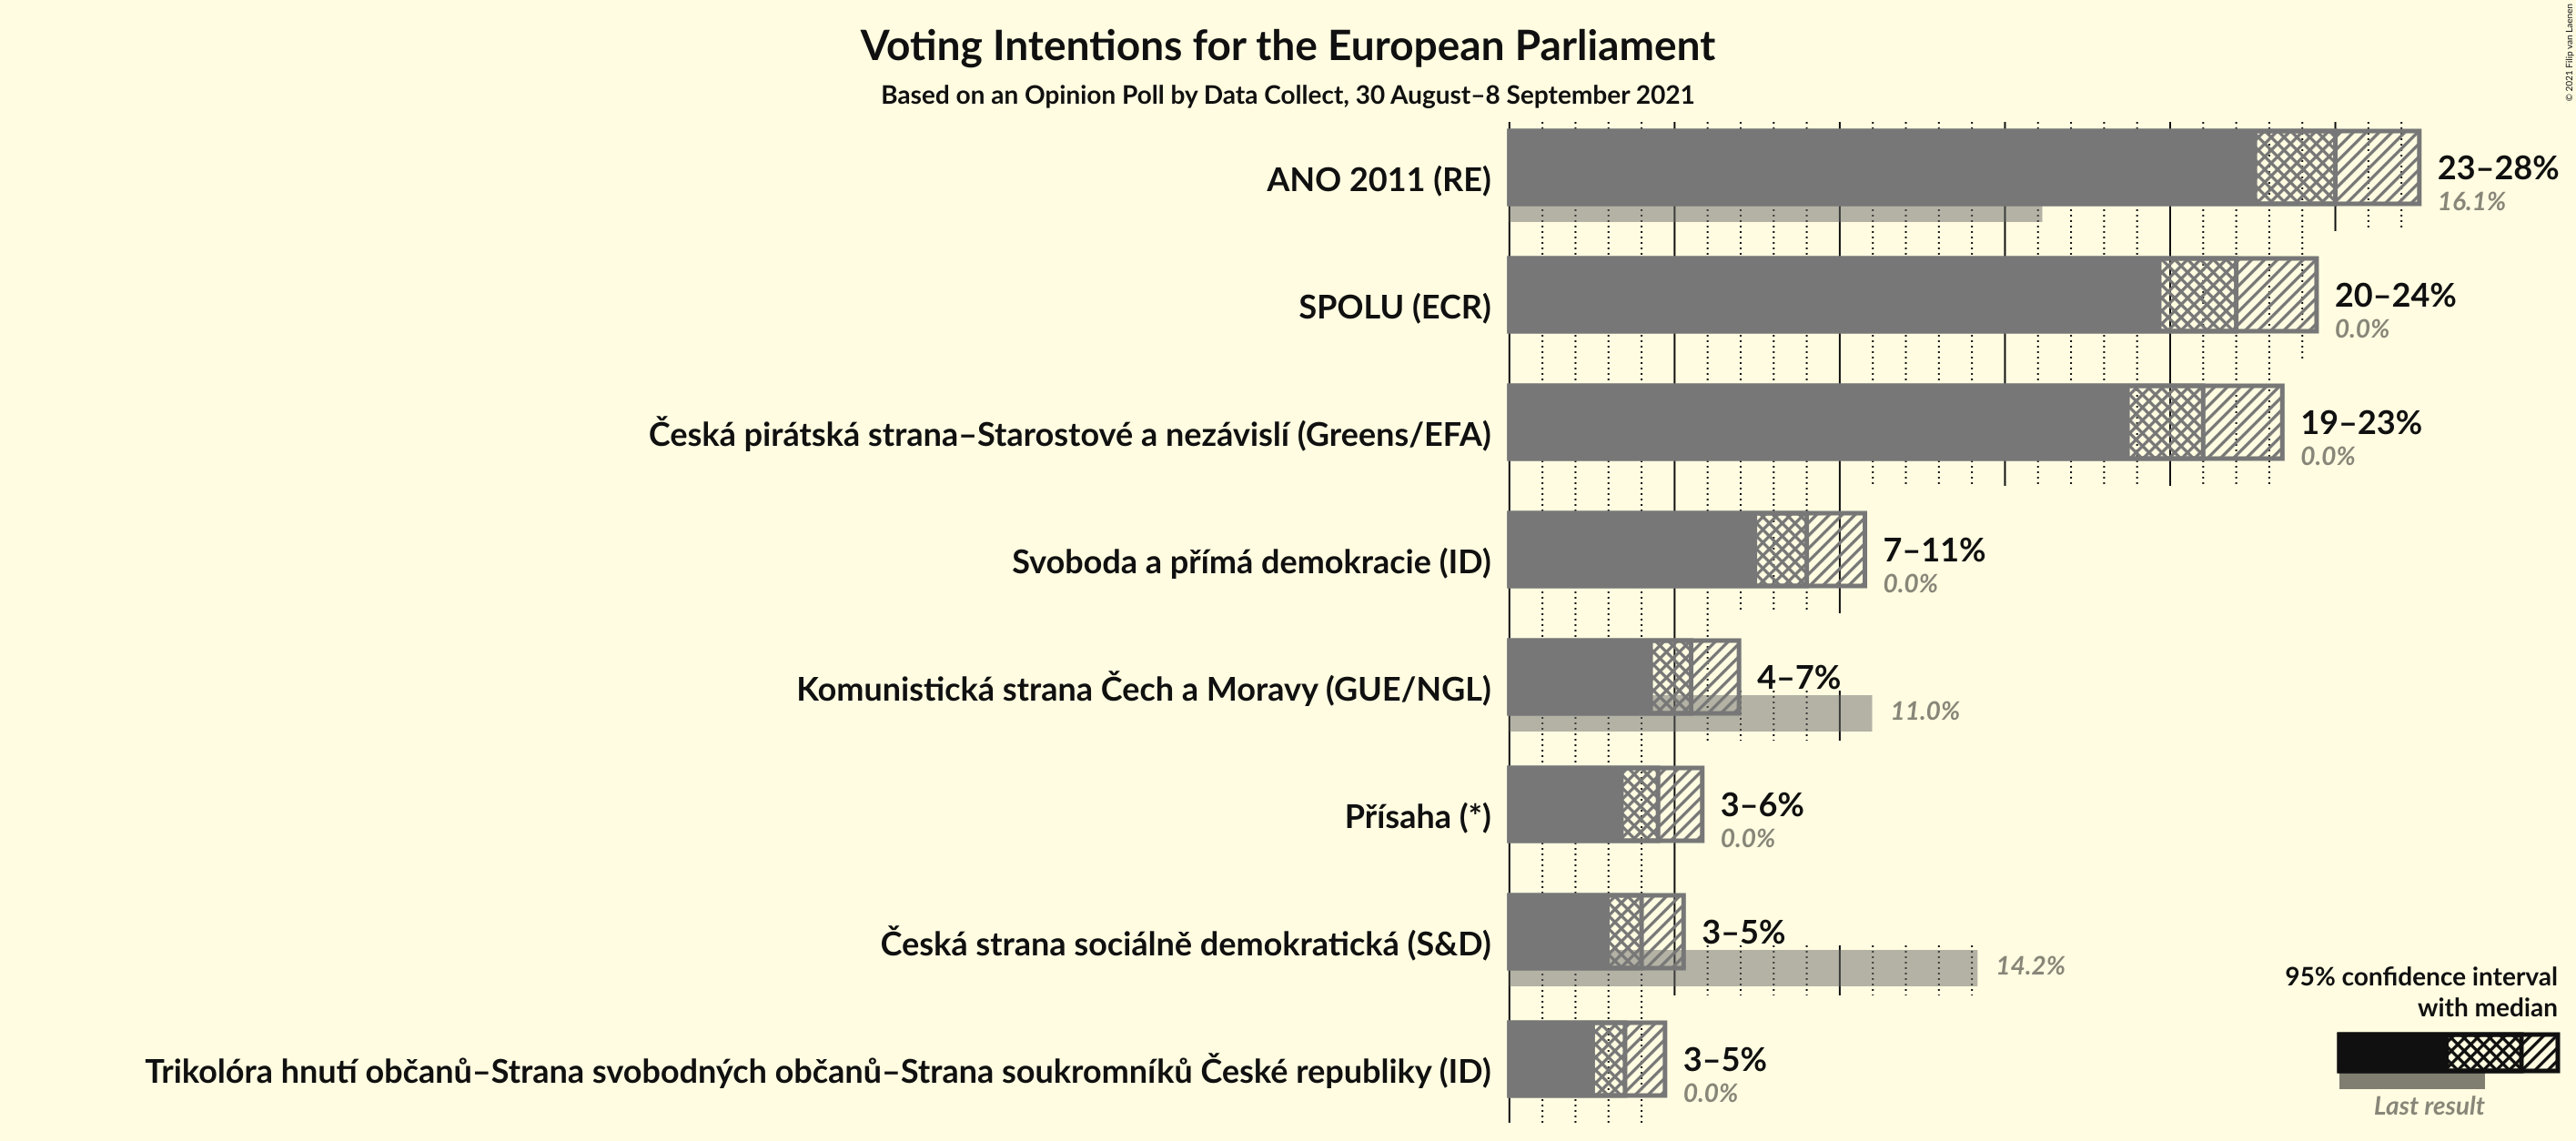 Voting Intentions for the European Parliament
Based on an Opinion Poll by Data Collect, 30 August–8 September 2021
© 2021 Filip van Laenen
ANO 2011 (RE)
23–28%
16.1%
SPOLU (ECR)
20–24%
0.0%
Česká pirátská strana–Starostové a nezávislí (Greens/EFA)
19–23%
0.0%
Svoboda a přímá demokracie (ID)
7–11%
0.0%
Komunistická strana Čech a Moravy (GUE/NGL)
4–7%
11.0%
Přísaha (*)
3–6%
0.0%
Česká strana sociálně demokratická (S&D)
3–5%
14.2%
Trikolóra hnutí občanů–Strana svobodných občanů–Strana soukromníků České republiky (ID)
3–5%
0.0%
95% confidence interval
with median
Last result